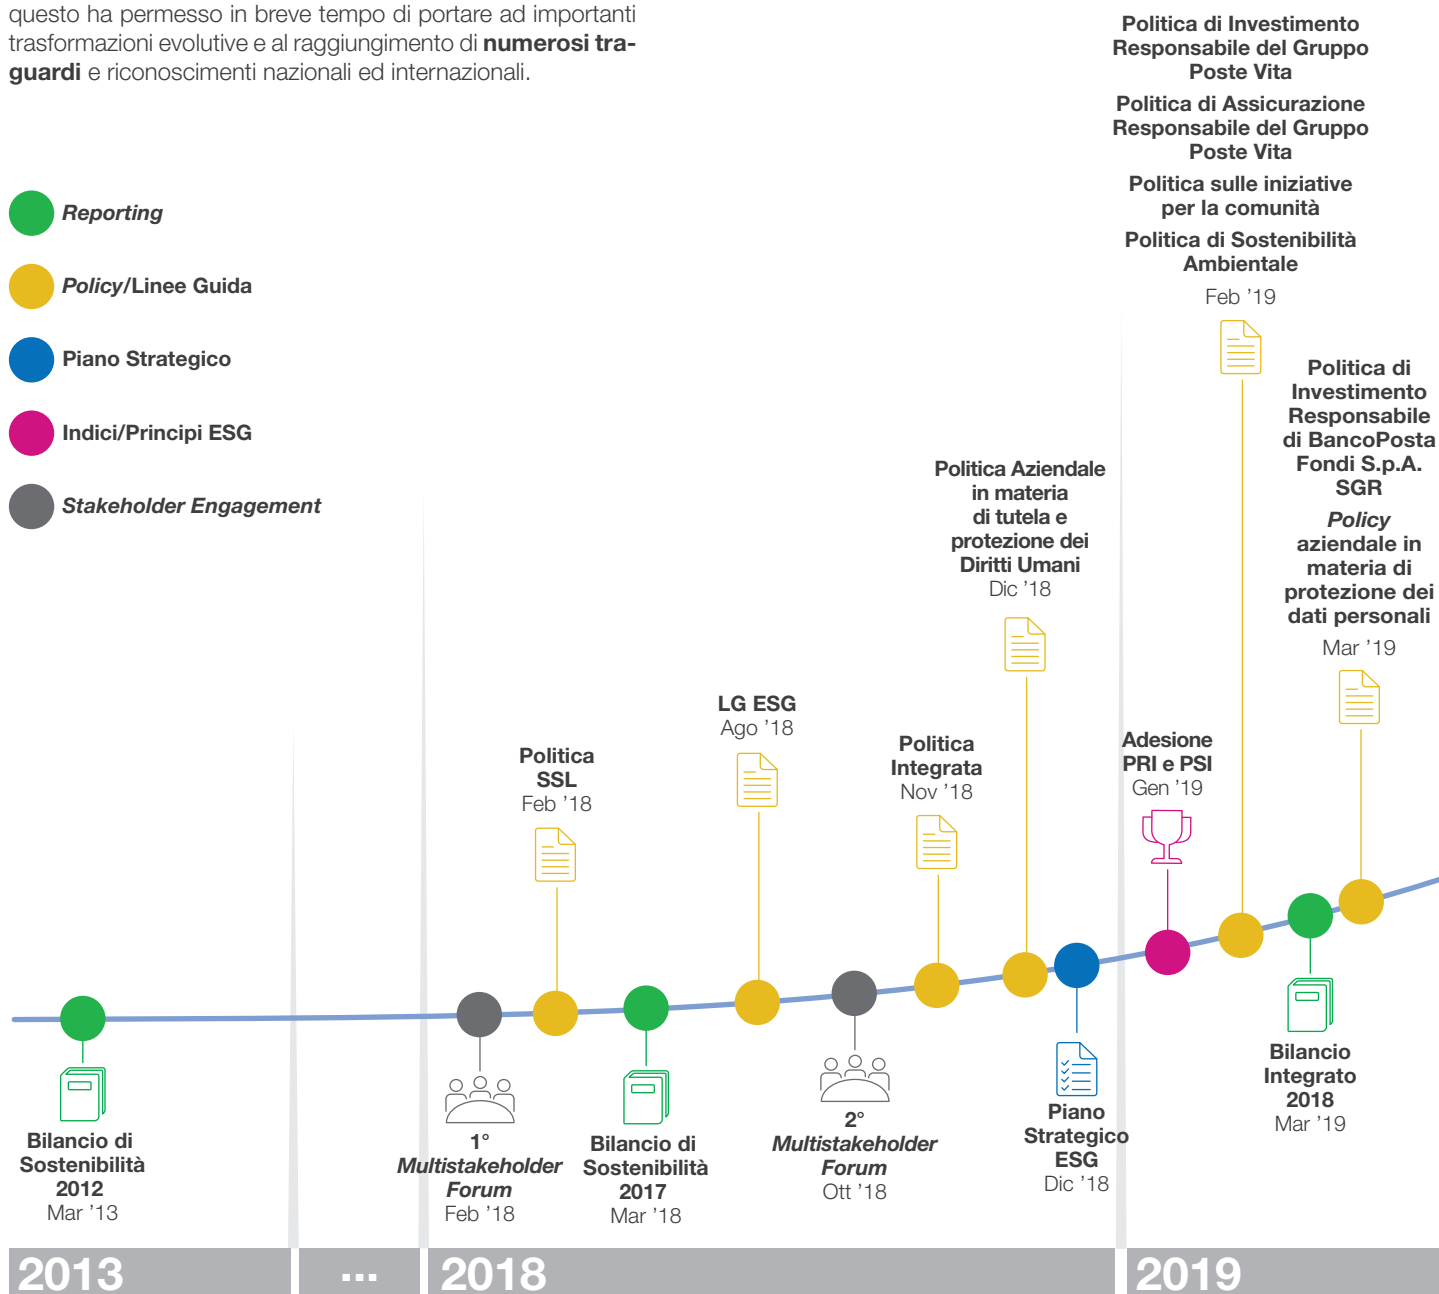 questo ha permesso in breve tempo di portare ad importanti
trasformazioni evolutive e al raggiungimento di numerosi tra-
guardi e riconoscimenti nazionali ed internazionali.
Reporting
Policy/Linee Guida
Piano Strategico
Indici/Principi ESG
Stakeholder Engagement
Bilancio di
Sostenibilità
2012
Mar ’13
1°
Multistakeholder
Forum
Feb ’18
Politica
SSL
Feb ’18
Bilancio di
Sostenibilità
2017
Mar ’18
LG ESG
Ago ’18
2°
Multistakeholder
Forum
Ott ’18
Politica
Integrata
Nov ’18
Politica Aziendale
in materia
di tutela e
protezione dei
Diritti Umani
Dic ’18
Piano
Strategico
ESG
Dic ’18
Adesione
PRI e PSI
Gen ’19
Politica di Investimento
Responsabile del Gruppo
Poste Vita
Politica di Assicurazione
Responsabile del Gruppo
Poste Vita
Politica sulle iniziative
per la comunità
Politica di Sostenibilità
Ambientale
Feb ’19
Bilancio
Integrato
2018
Mar ’19
Politica di
Investimento
Responsabile
di BancoPosta
Fondi S.p.A.
SGR
Policy
aziendale in
materia di
protezione dei
dati personali
Mar ’19
2013
...
2018
2019